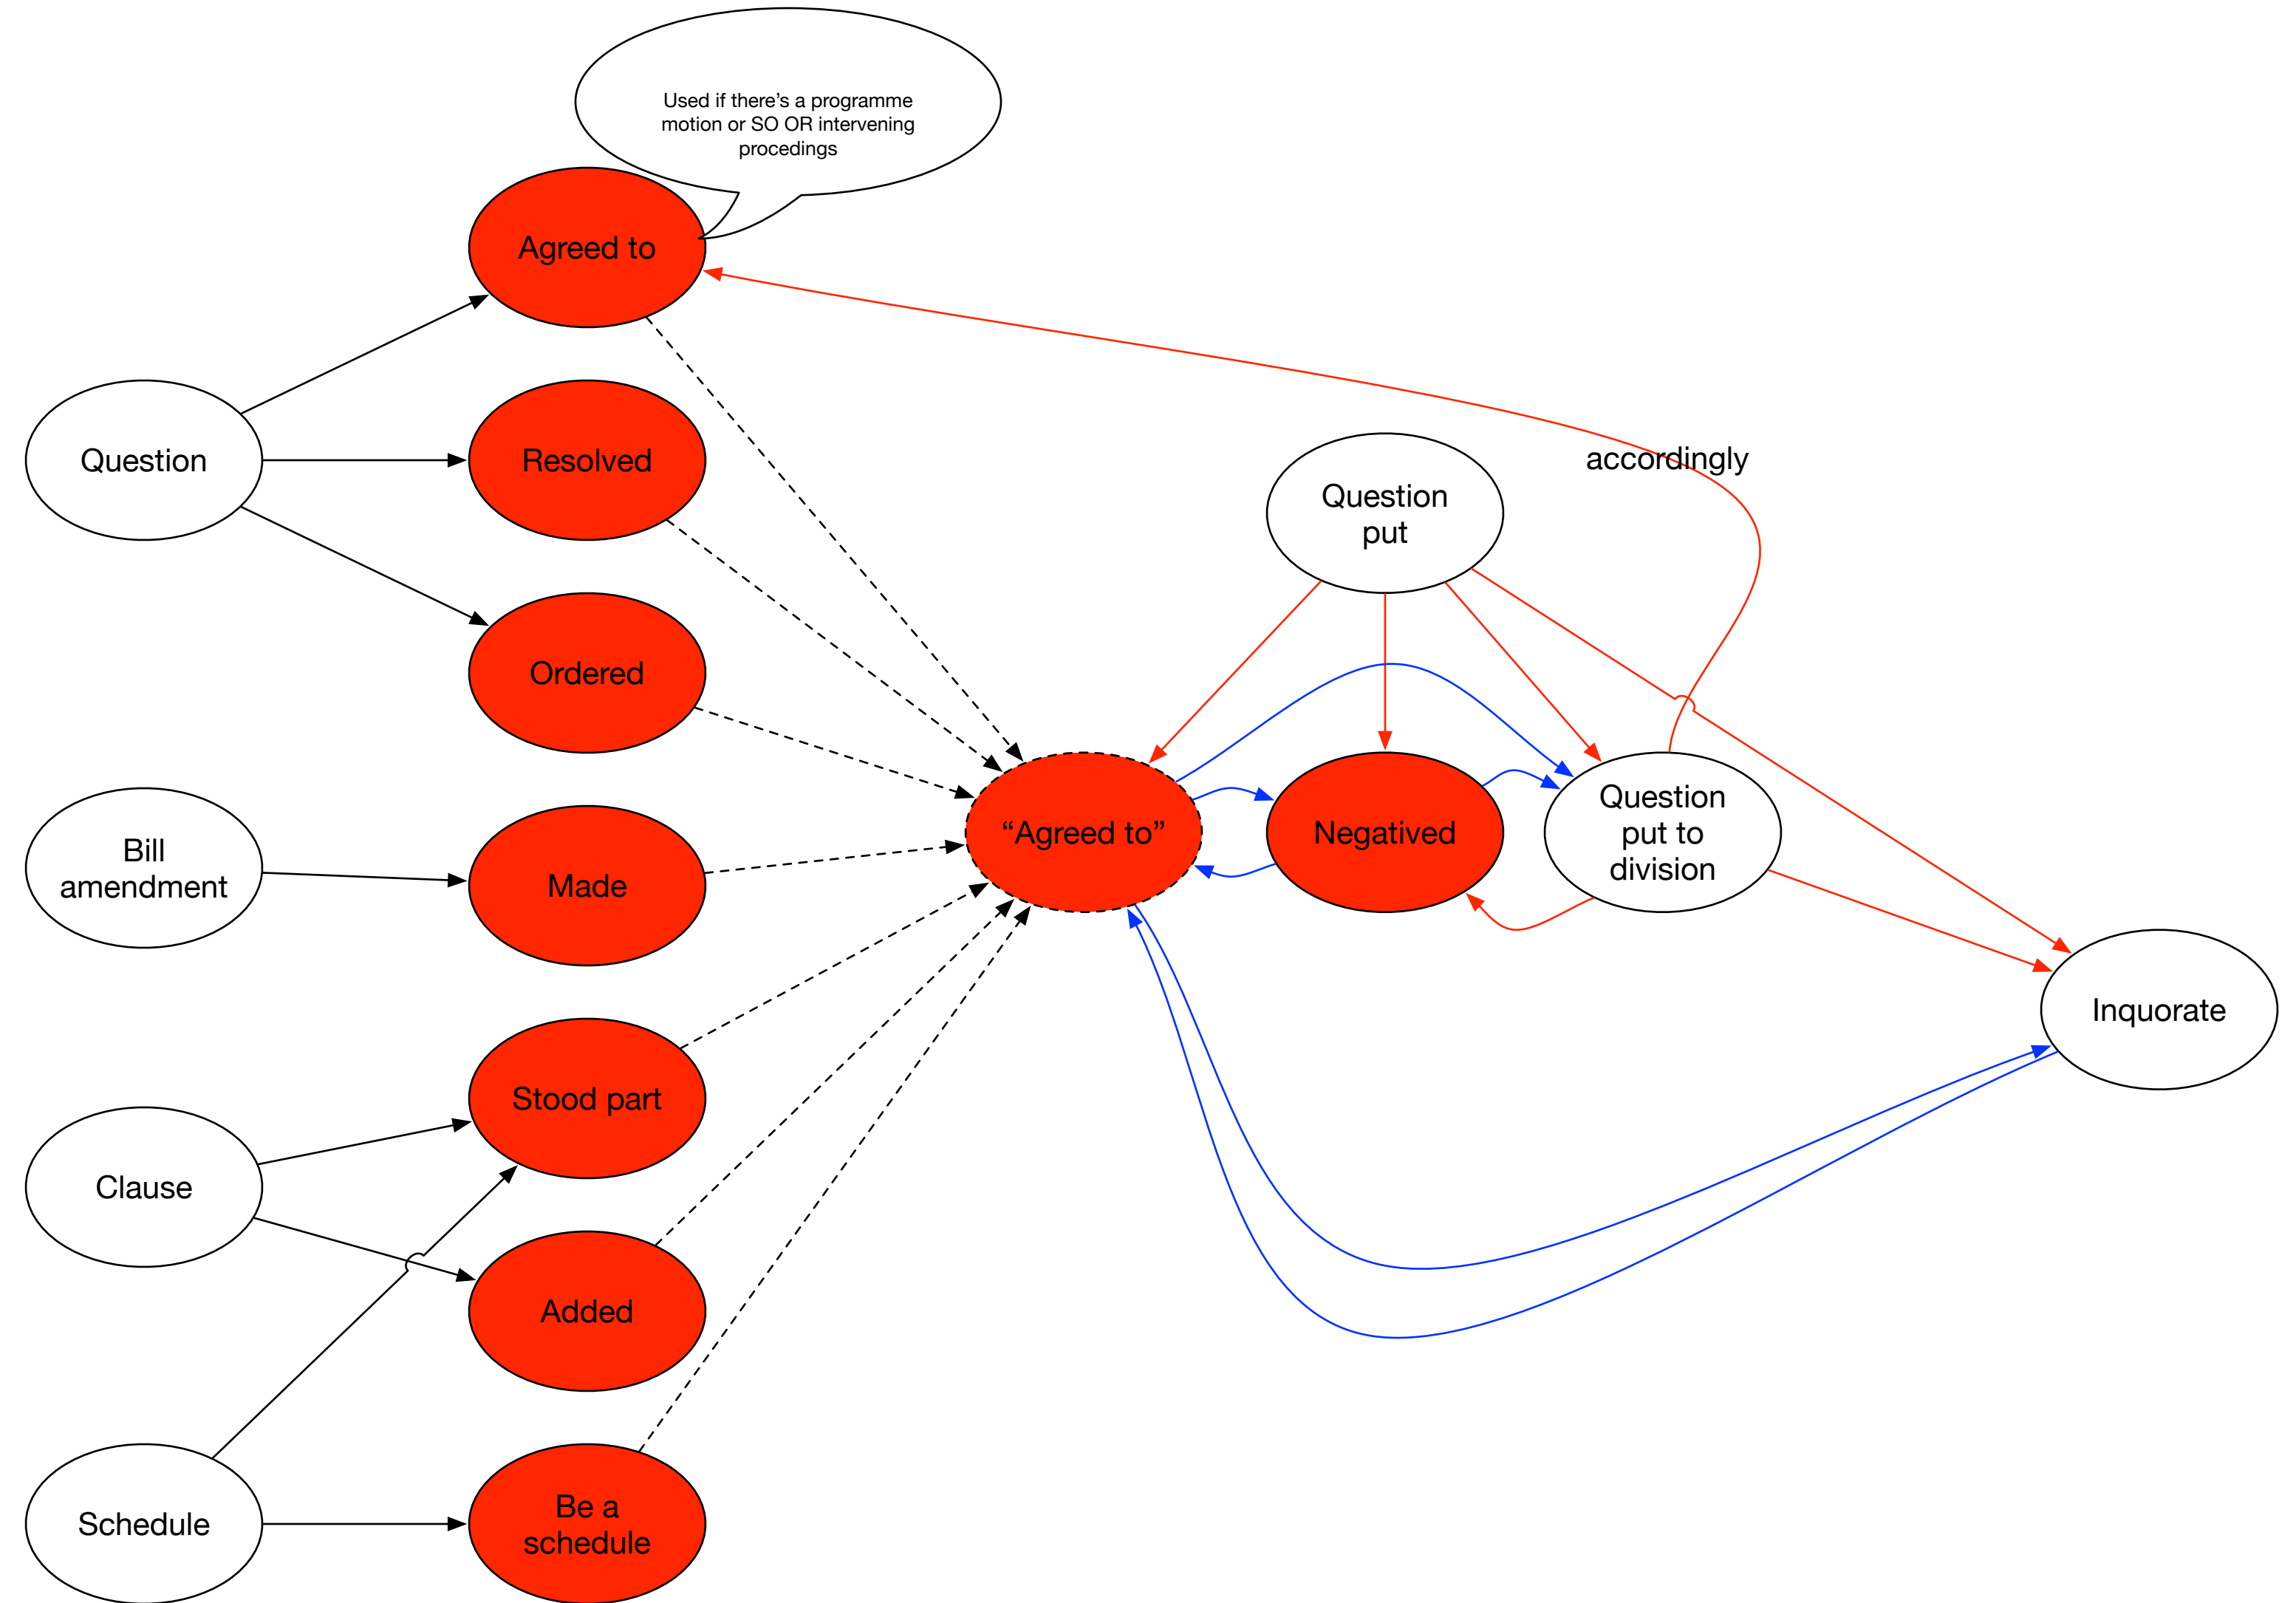 Used if there’s a programme
motion or SO OR intervening
procedings
Agreed to
Question
Resolved
accordingly
Question
put
Ordered
Bill
amendment
Made
“Agreed to”
Negatived
Question
put to
division
Inquorate
Stood part
Clause
Added
Schedule
Be a
schedule